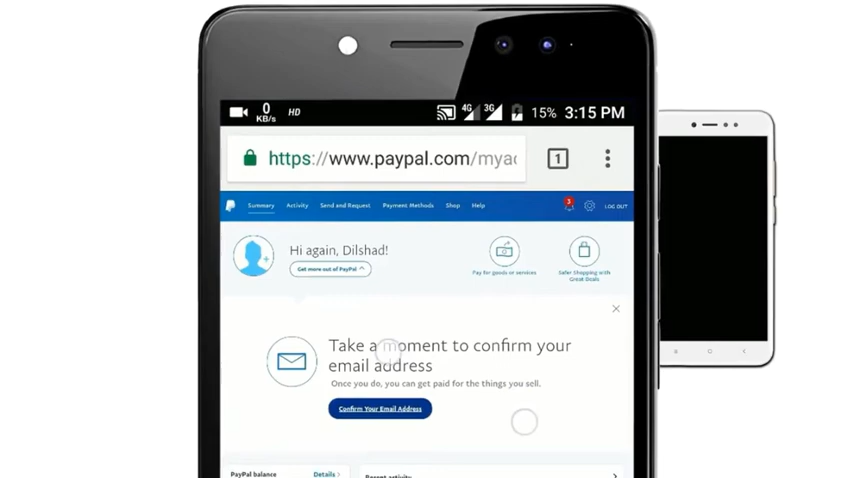 0
KB/s
HD
4G
3G
15%
3:15 PM
https://www.paypal.com/myac
1
Summary
Activity
Send and Request
Payment Methods
Shop
Help
3
LOG OUT
Hi again, Dilshad!
Get more out of PayPal
Pay for goods or services
Safer Shopping with
Great Deals
Take a moment to confirm your
email address
Once you do, you can get paid for the things you sell.
Confirm Your Email Address
PayPal balance
Details
Recent activity